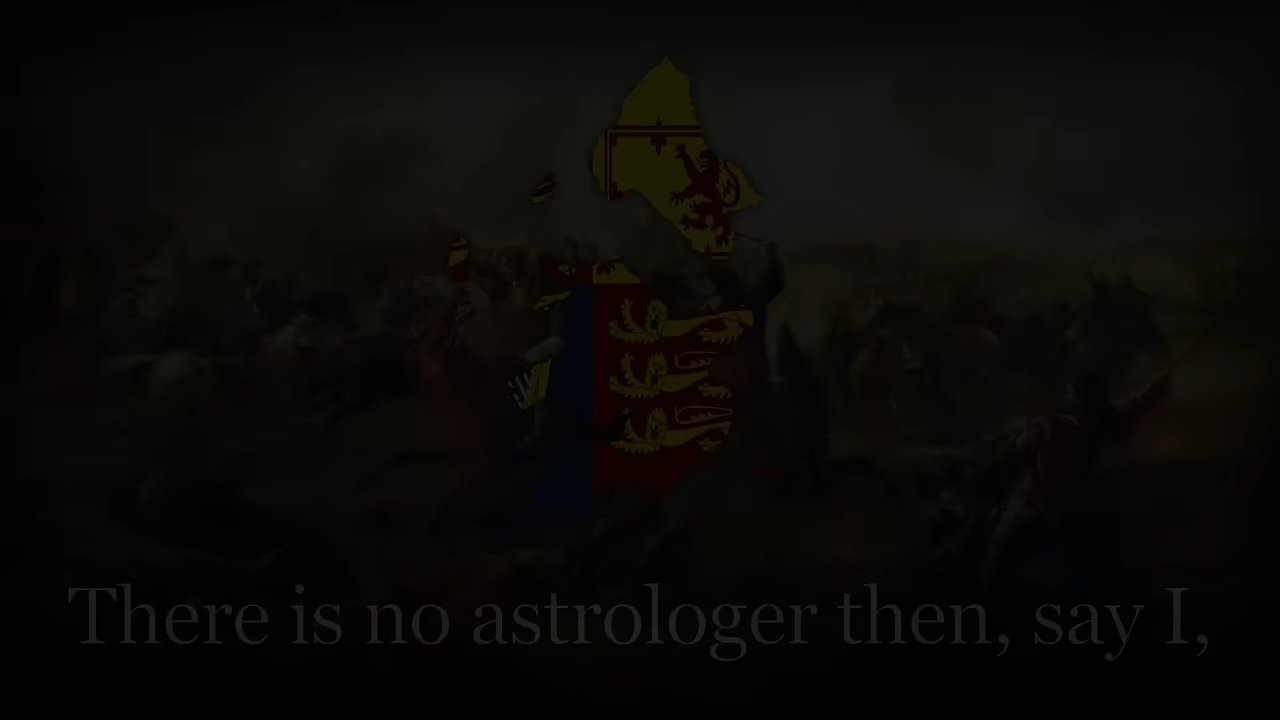 There is no astrologer then, say I,